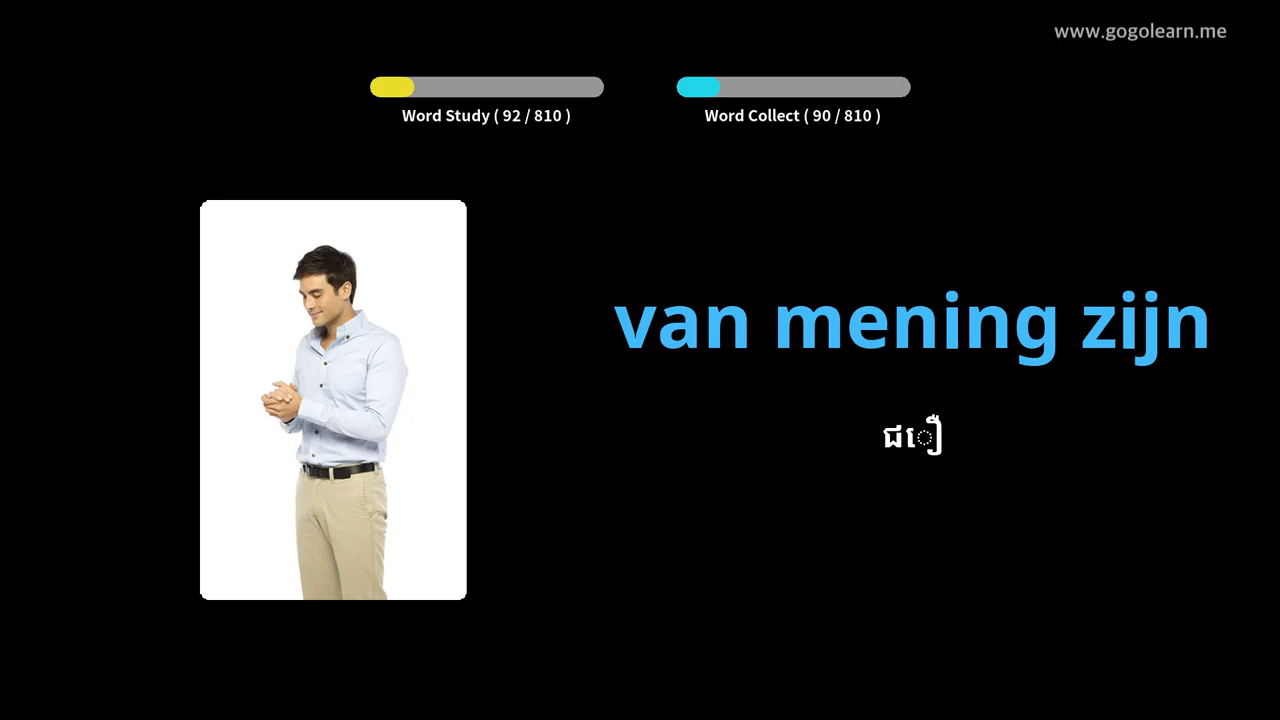 www.gogolearn.me
Word Study ( 92 / 810 )
Word Collect ( 90 / 810 )
van mening zijn
ជឿ